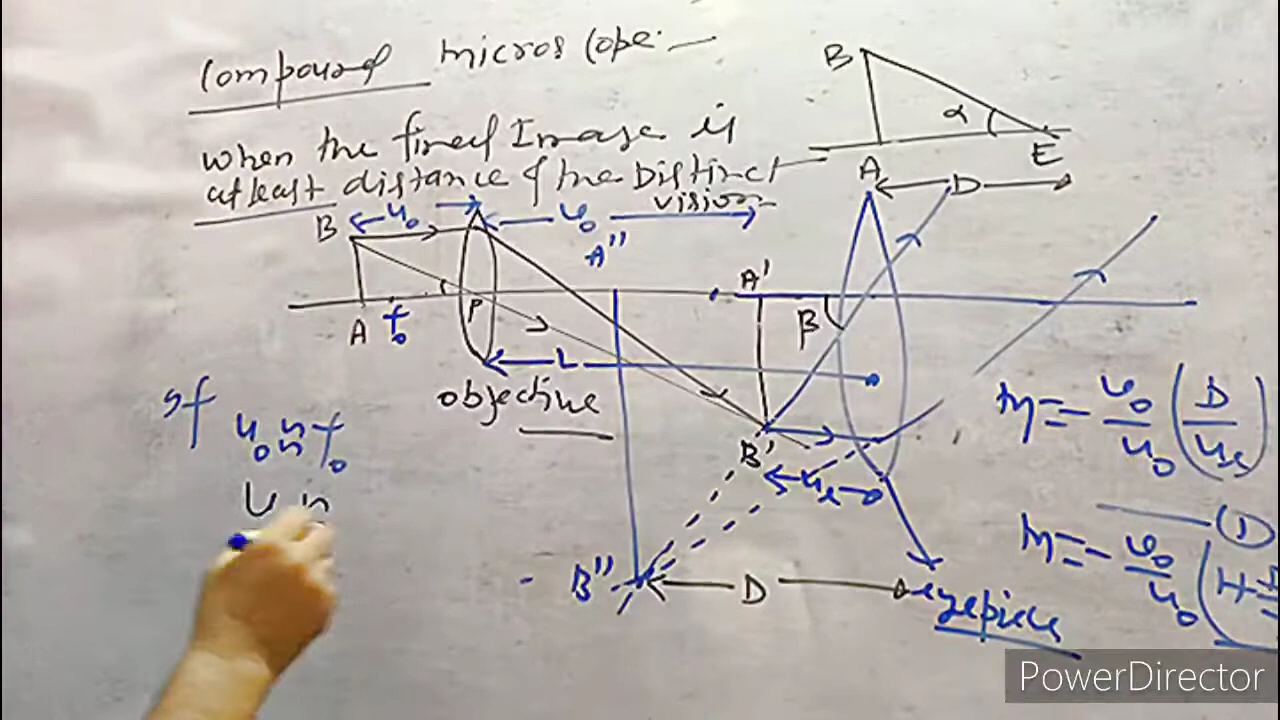 Compound microscope :—
when the final Image is
at least distance of the Distinct
vision—
B
α
A
E
D
B
u₀
v₀
A"
A'
A
f₀
P
β
L
objective
B'
uₑ
B"
D
eyepiece
If
u₀ ≈ f₀
m = - v₀/u₀ (D/uₑ)
— (1)
m = - v₀/u₀ (1+
PowerDirector